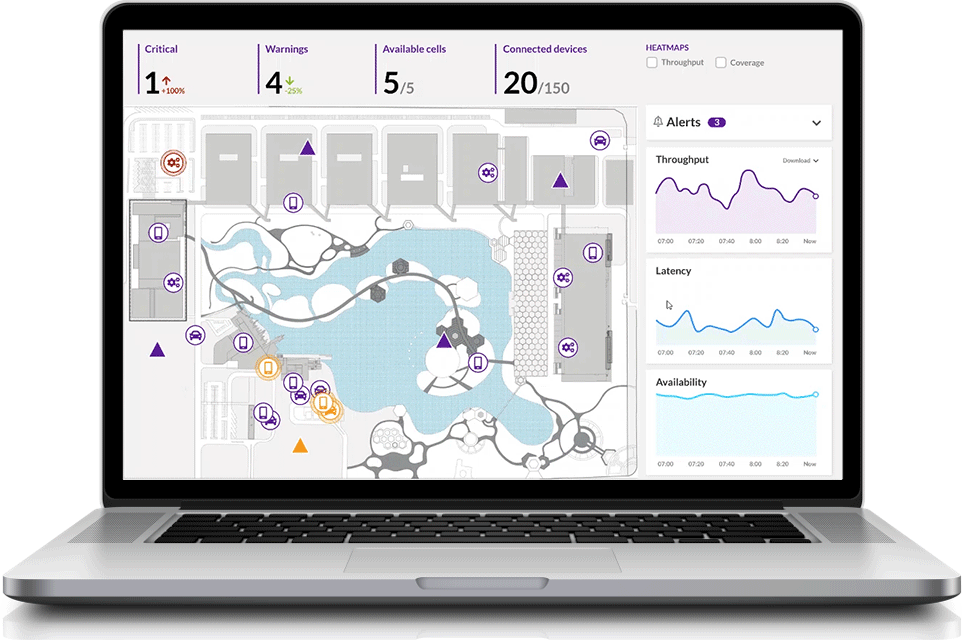 Critical
1 +100%
Warnings
4 -25%
Available cells
5/5
Connected devices
20/150
HEATMAPS
Throughput Coverage
Alerts 3
Throughput Download
07:00 07:20 07:40 8:00 8:20 Now
Latency
07:00 07:20 07:40 8:00 8:20 Now
Availability
07:00 07:20 07:40 8:00 8:20 Now